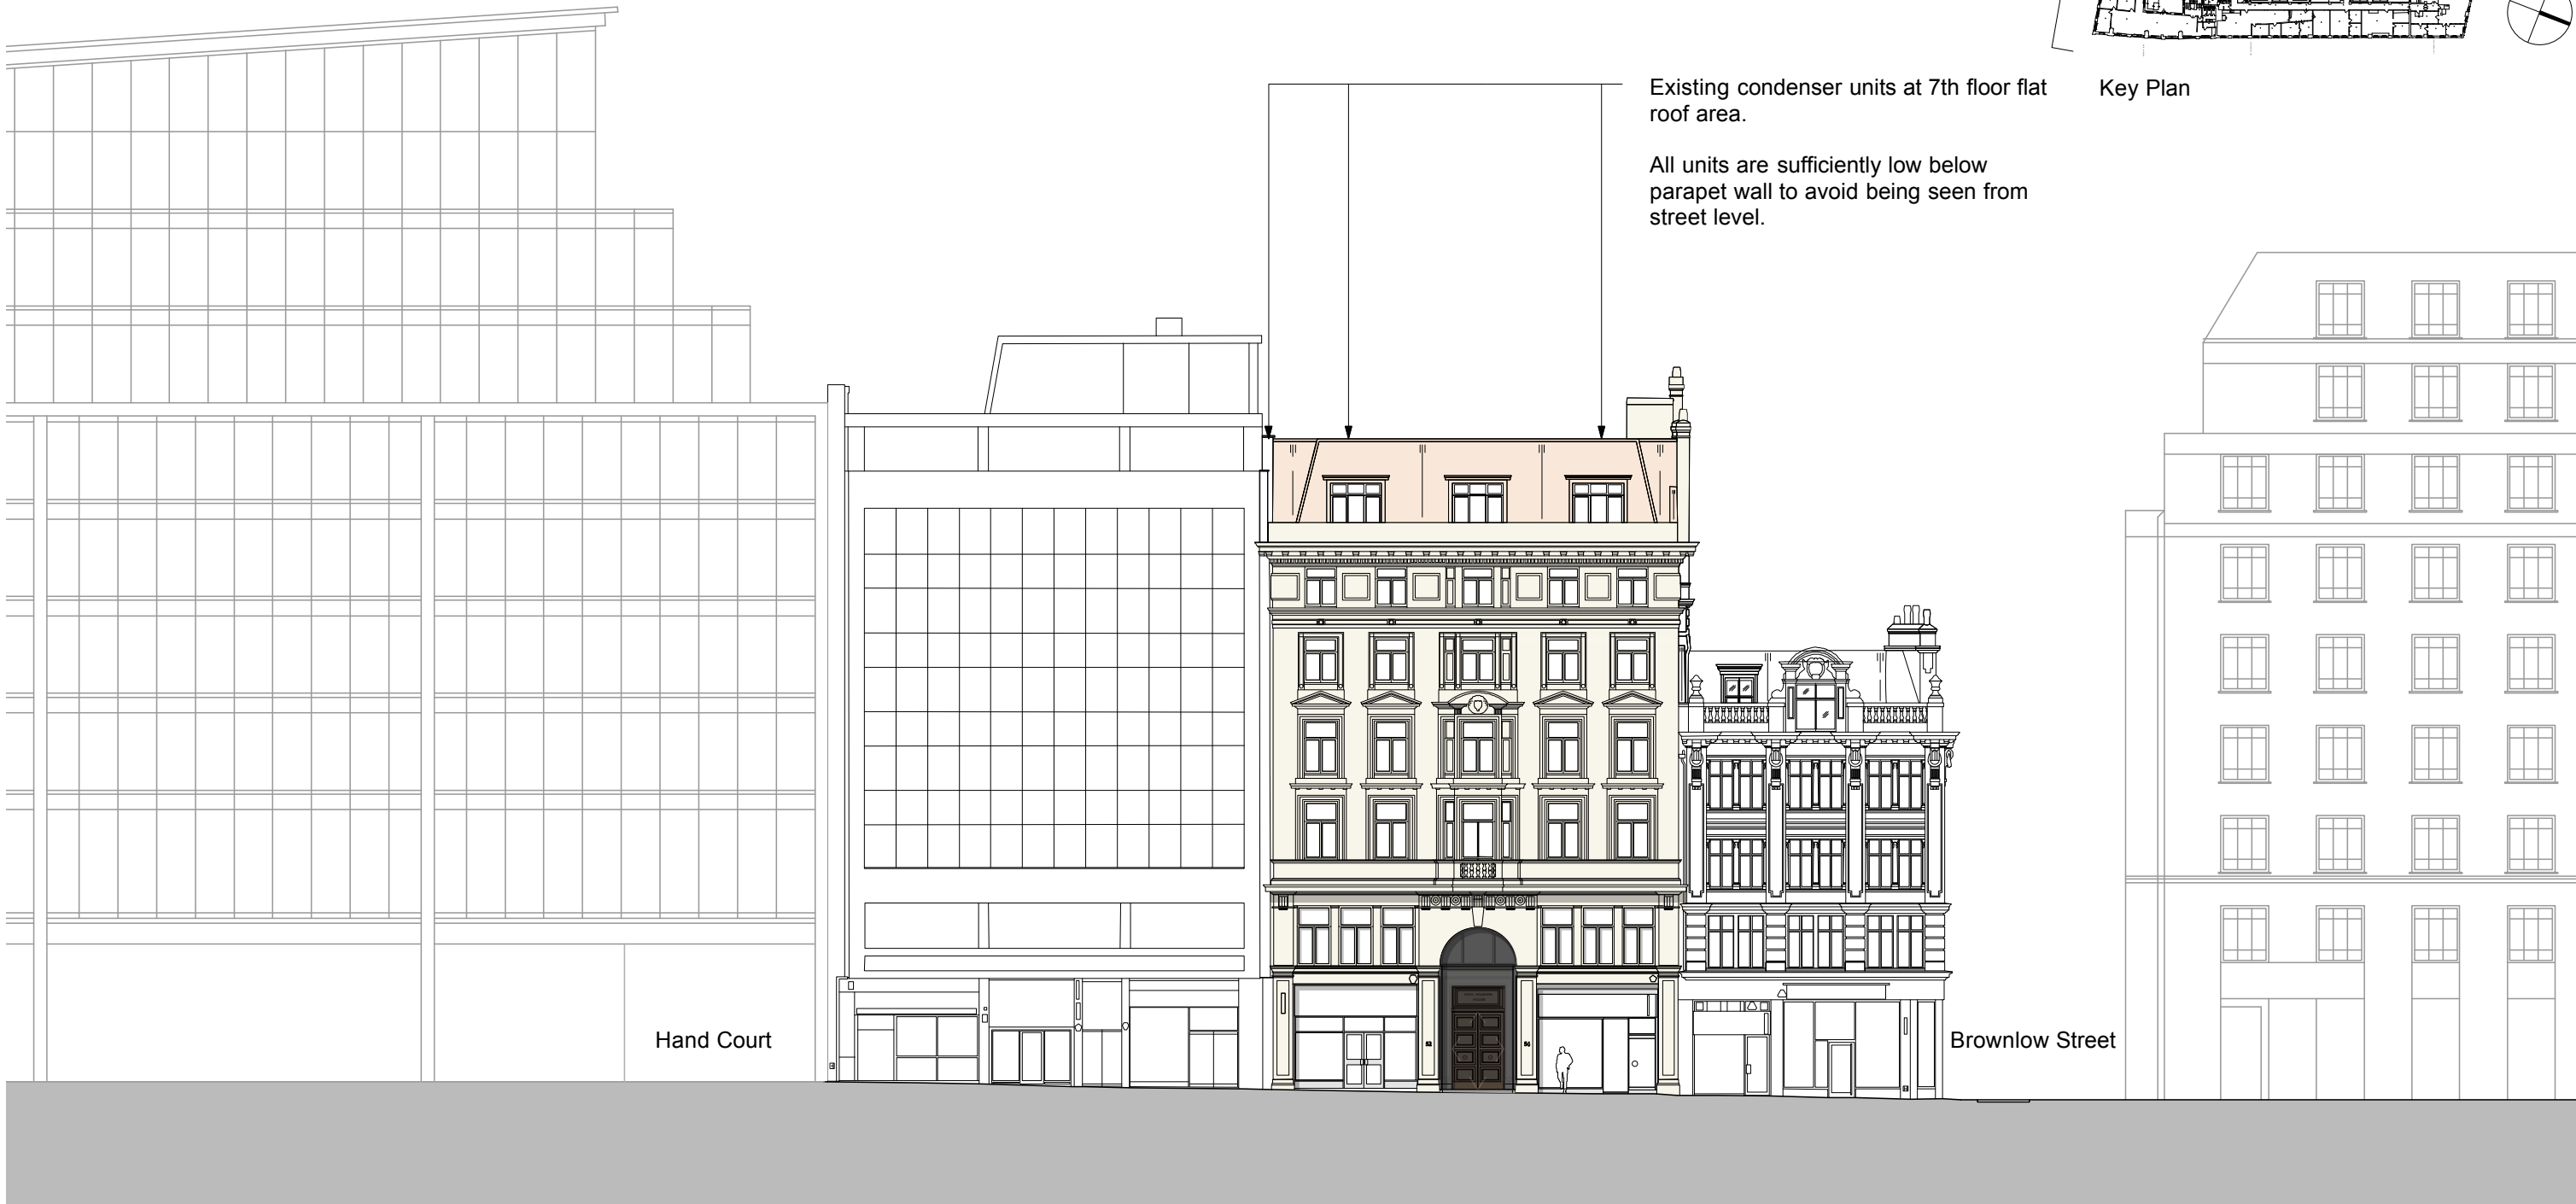 Existing condenser units at 7th floor flat
roof area.
All units are sufficiently low below
parapet wall to avoid being seen from
street level.
Key Plan
Hand Court
Brownlow Street